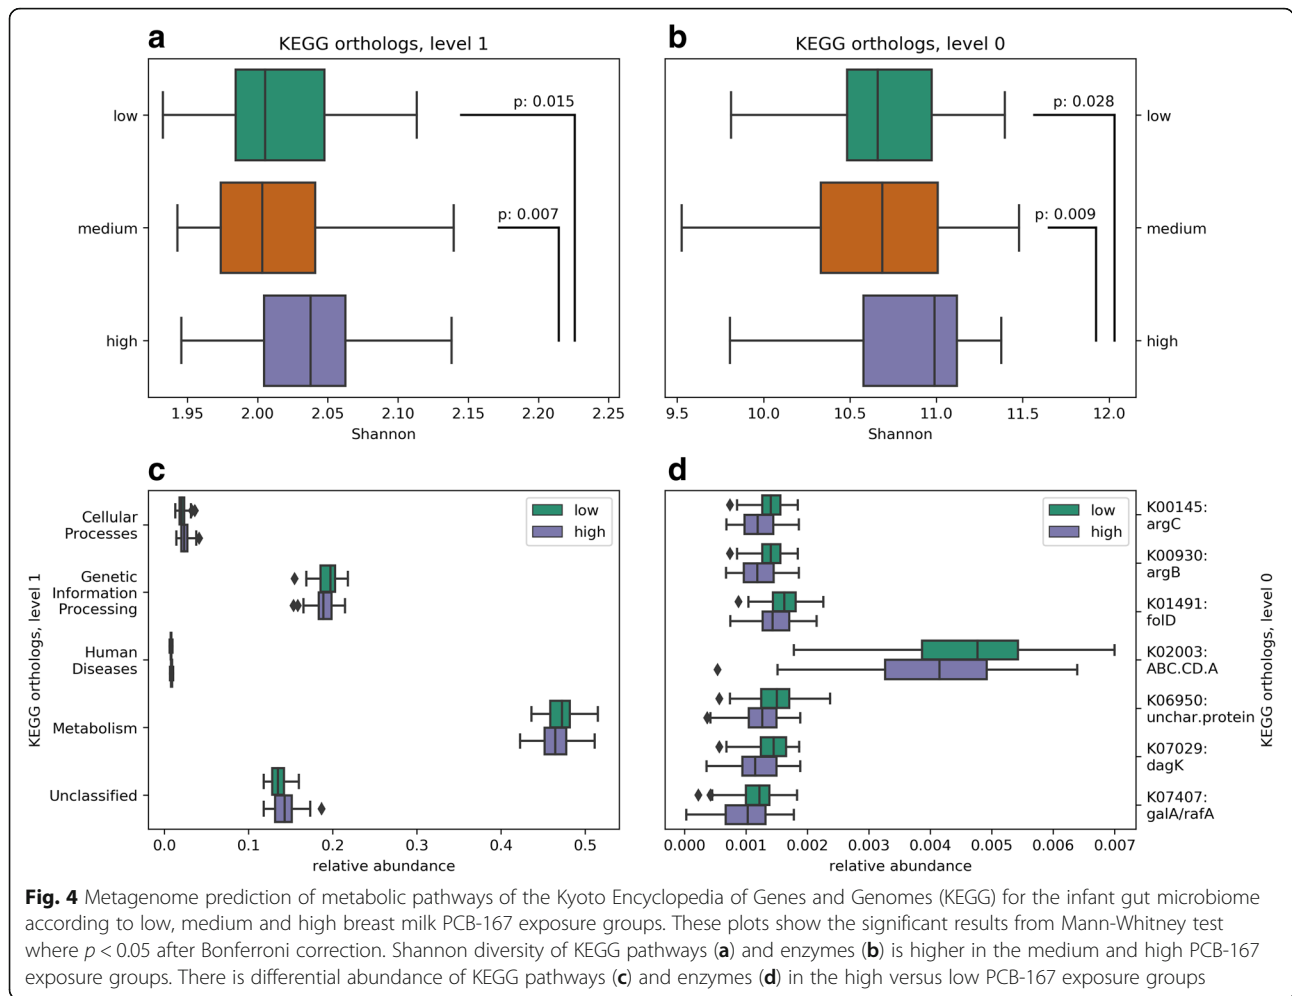 a
KEGG orthologs, level 1
low
medium
high
p: 0.015
p: 0.007
1.95 2.00 2.05 2.10 2.15 2.20 2.25
Shannon
b
KEGG orthologs, level 0
low
medium
high
p: 0.028
p: 0.009
9.5 10.0 10.5 11.0 11.5 12.0
Shannon
c
KEGG orthologs, level 1
Cellular
Processes
Genetic
Information
Processing
Human
Diseases
Metabolism
Unclassified
low
high
0.0 0.1 0.2 0.3 0.4 0.5
relative abundance
d
low
high
K00145:
argC
K00930:
argB
K01491:
folD
K02003:
ABC.CD.A
K06950:
unchar.protein
K07029:
dagK
K07407:
galA/rafA
KEGG orthologs, level 0
0.000 0.001 0.002 0.003 0.004 0.005 0.006 0.007
relative abundance
Fig. 4 Metagenome prediction of metabolic pathways of the Kyoto Encyclopedia of Genes and Genomes (KEGG) for the infant gut microbiome
according to low, medium and high breast milk PCB-167 exposure groups. These plots show the significant results from Mann-Whitney test
where p < 0.05 after Bonferroni correction. Shannon diversity of KEGG pathways (a) and enzymes (b) is higher in the medium and high PCB-167
exposure groups. There is differential abundance of KEGG pathways (c) and enzymes (d) in the high versus low PCB-167 exposure groups